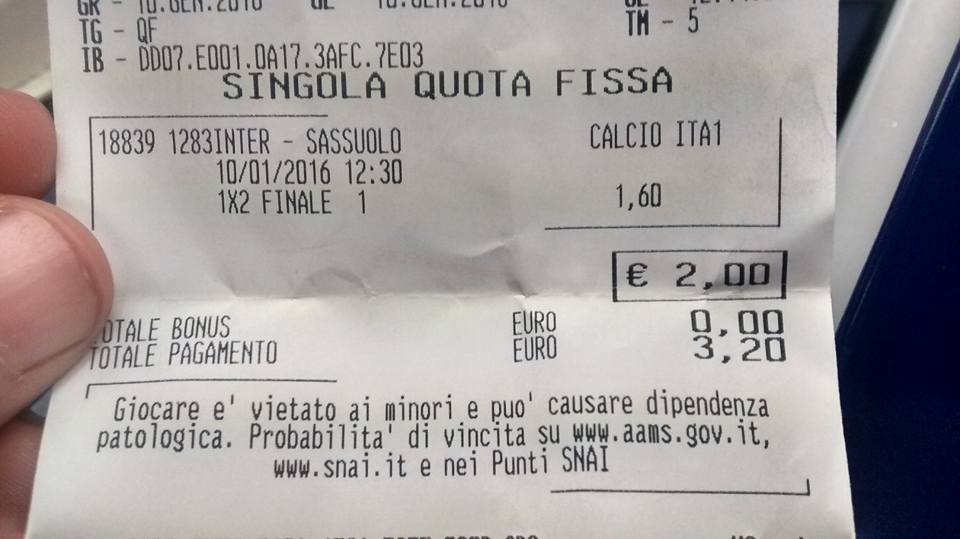 TG - QF
TM - 5
IB - DD07.E001.0A17.3AFC.7E03
SINGOLA QUOTA FISSA
18839 1283INTER - SASSUOLO CALCIO ITA1
10/01/2016 12:30
1X2 FINALE 1 1,60
€ 2,00
OTALE BONUS EURO 0,00
TOTALE PAGAMENTO EURO 3,20
Giocare e' vietato ai minori e puo' causare dipendenza
patologica. Probabilita' di vincita su www.aams.gov.it,
www.snai.it e nei Punti SNAI